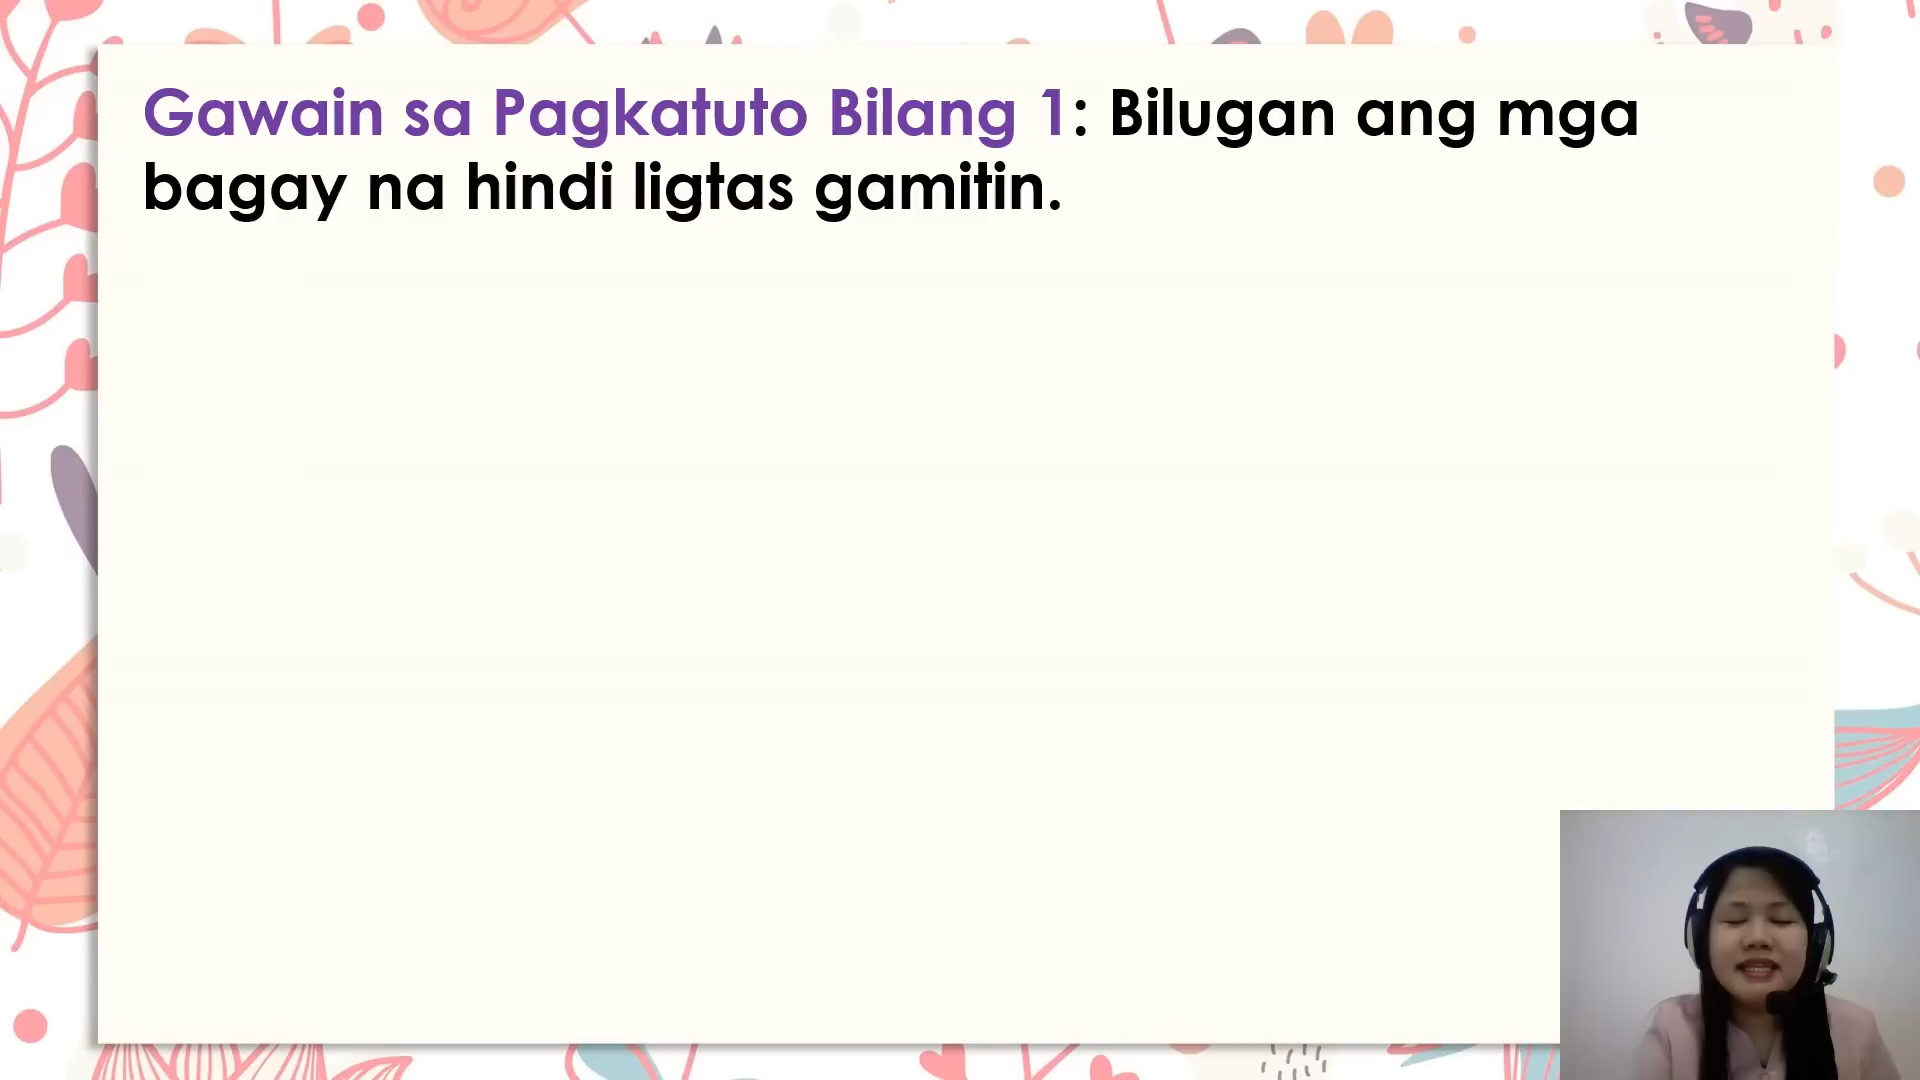 Gawain sa Pagkatuto Bilang 1: Bilugan ang mga
bagay na hindi ligtas gamitin.